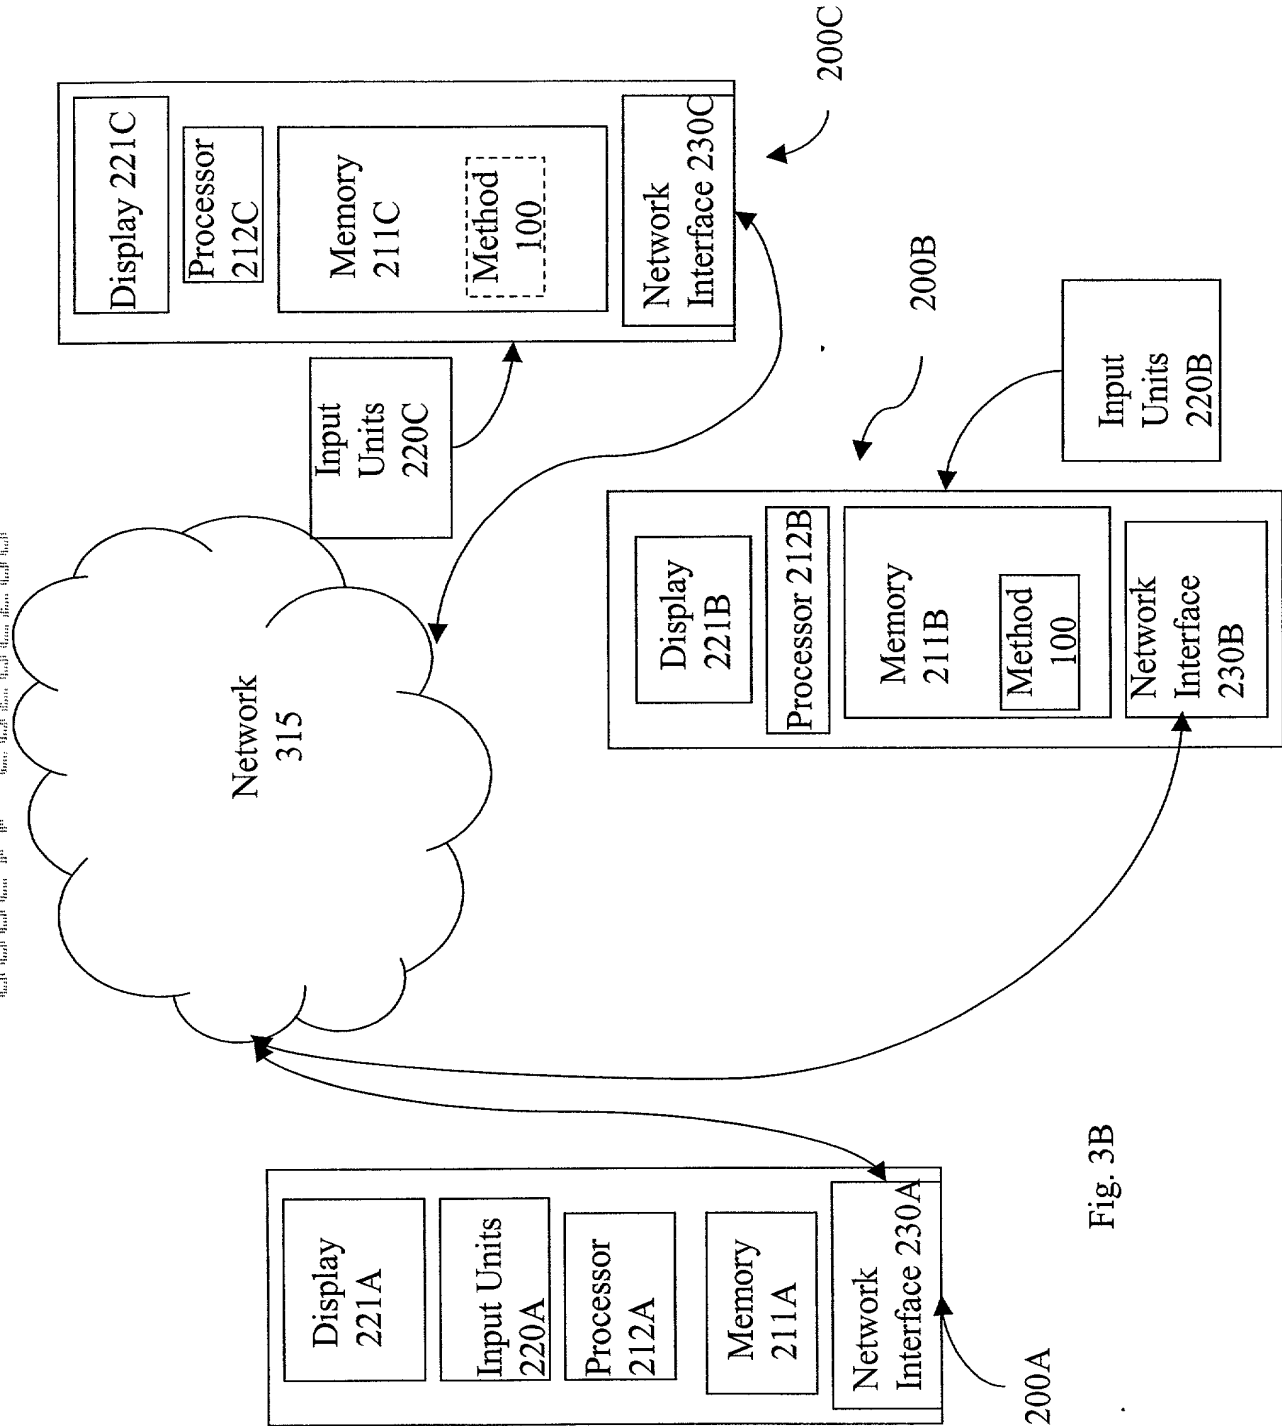 Display
221A
Input Units
220A
Processor
212A
Memory
211A
Network
Interface 230A
200A
Network
315
Display
221B
Processor 212B
Memory
211B
Method
100
Network
Interface
230B
Input
Units
220B
200B
Display 221C
Processor
212C
Memory
211C
Method
100
Network
Interface 230C
Input
Units
220C
200C
Fig. 3B